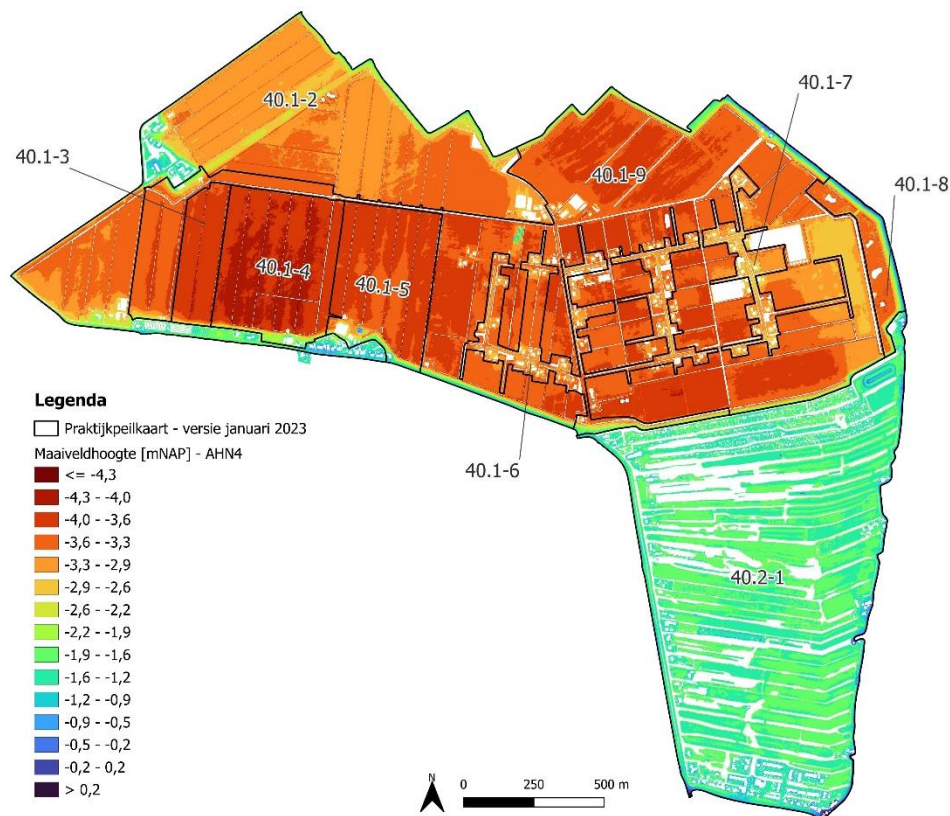 40.1-2
40.1-7
40.1-3
40.1-9
40.1-8
40.1-4
40.1-5
40.1-6
40.2-1
Legenda
Praktijkpeilkaart - versie januari 2023
Maaiveldhoogte [mNAP] - AHN4
<= -4,3
-4,3 - -4,0
-4,0 - -3,6
-3,6 - -3,3
-3,3 - -2,9
-2,9 - -2,6
-2,6 - -2,2
-2,2 - -1,9
-1,9 - -1,6
-1,6 - -1,2
-1,2 - -0,9
-0,9 - -0,5
-0,5 - -0,2
-0,2 - 0,2
> 0,2
N
0 250 500 m